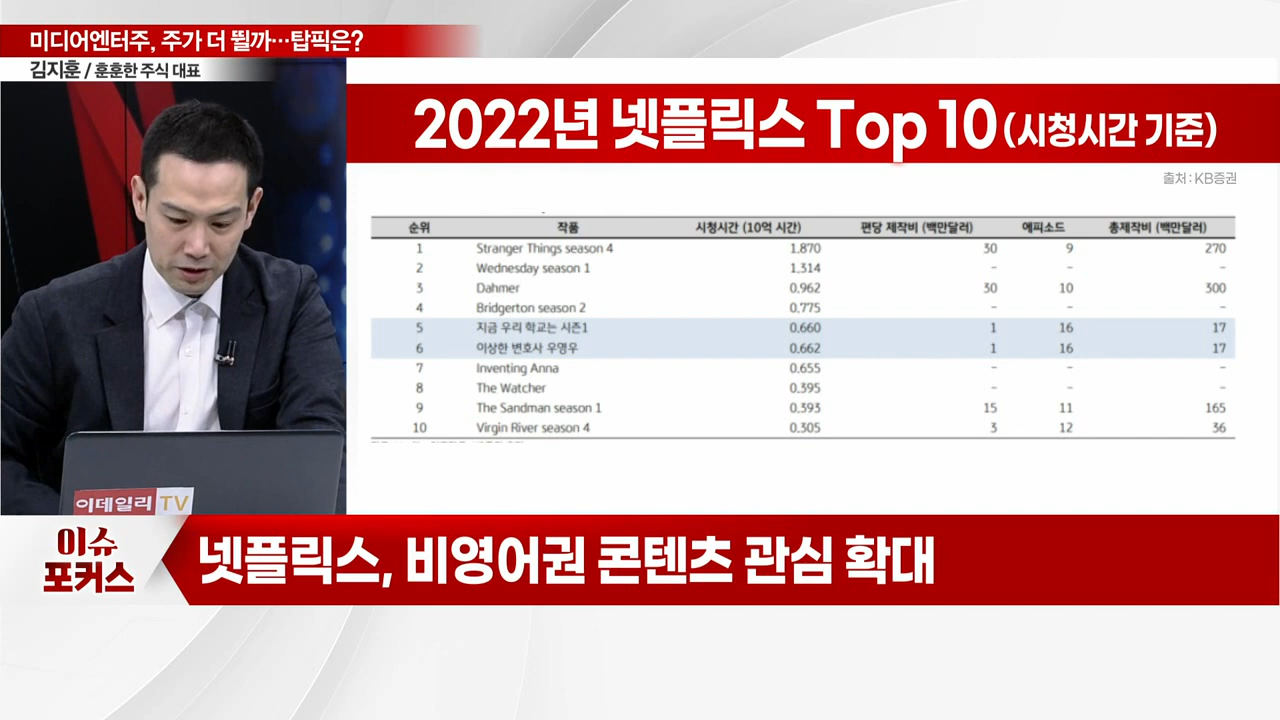 미디어엔터주, 주가 더 뛸까…탑픽은?
김지훈 / 훈훈한 주식 대표
2022년 넷플릭스 Top 10 (시청시간 기준)
출처 : KB증권
순위 작품 시청시간 (10억 시간) 편당 제작비 (백만달러) 에피소드 총제작비 (백만달러)
1 Stranger Things season 4 1.870 30 9 270
2 Wednesday season 1 1.314 – – –
3 Dahmer 0.962 30 10 300
4 Bridgerton season 2 0.775 – – –
5 지금 우리 학교는 시즌1 0.660 1 16 17
6 이상한 변호사 우영우 0.662 1 16 17
7 Inventing Anna 0.655 – – –
8 The Watcher 0.395 – – –
9 The Sandman season 1 0.393 15 11 165
10 Virgin River season 4 0.305 3 12 36
이데일리 TV
이슈
포커스
넷플릭스, 비영어권 콘텐츠 관심 확대